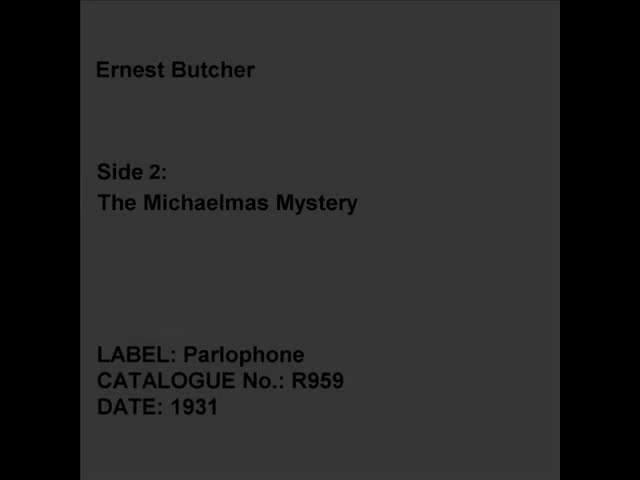 Ernest Butcher
Side 2:
The Michaelmas Mystery
LABEL: Parlophone
CATALOGUE No.: R959
DATE: 1931